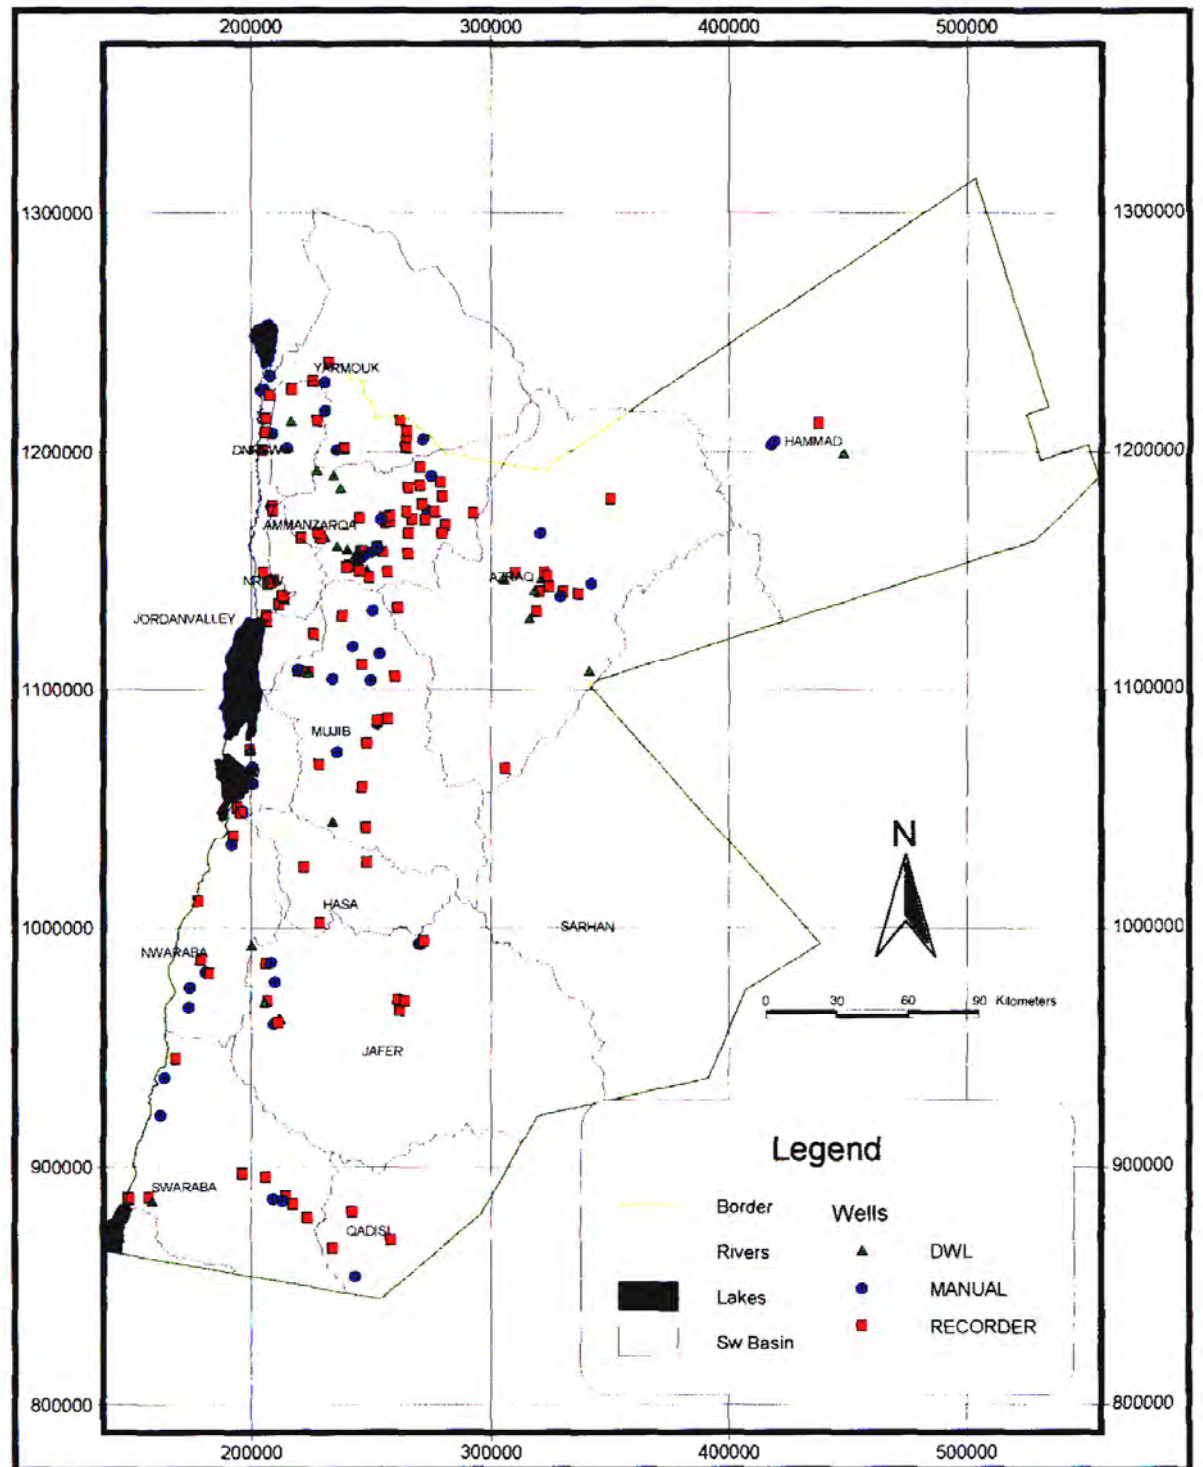 200000 300000 400000 500000
1300000 1300000
YARMOUK
HAMMAD
1200000 1200000
AMMANZARQA
AZRAQ
JORDANVALLEY
1100000 1100000
MUJIB
N
HASA
1000000 SARHAN 1000000
NWARABA
0 30 60 90 Kilometers
JAFER
900000 900000
SWARABA
QADISI
Legend
Border
Wells
Rivers
DWL
Lakes
MANUAL
Sw Basin
RECORDER
800000 800000
200000 300000 400000 500000